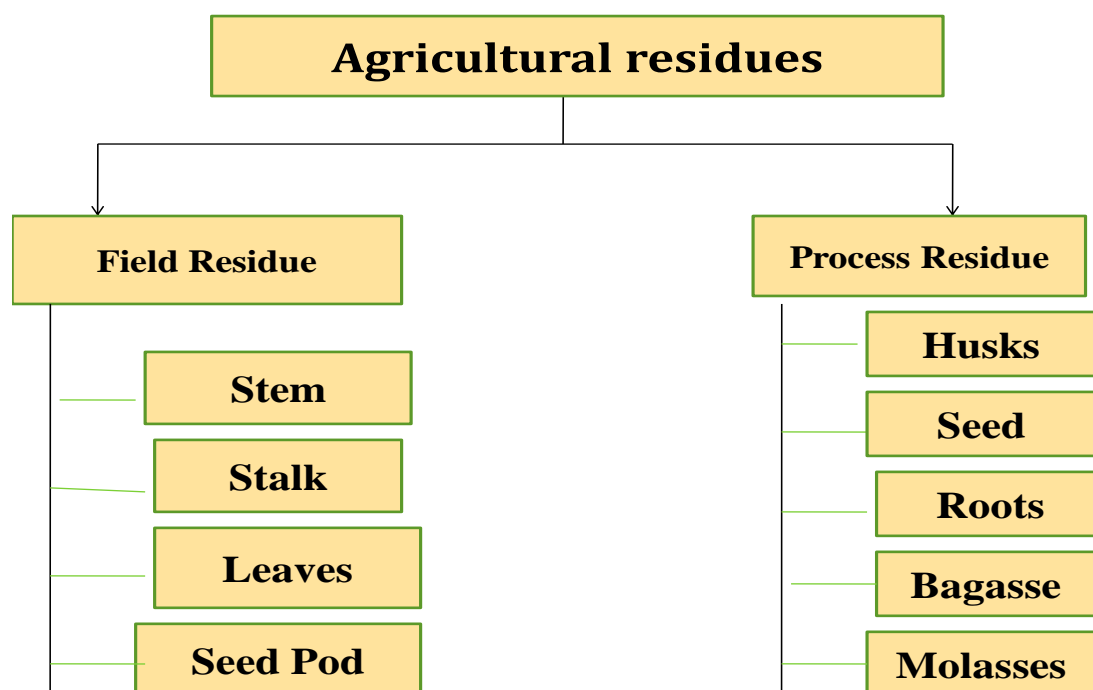 Agricultural residues
Field Residue
Process Residue
Stem
Stalk
Leaves
Seed Pod
Husks
Seed
Roots
Bagasse
Molasses